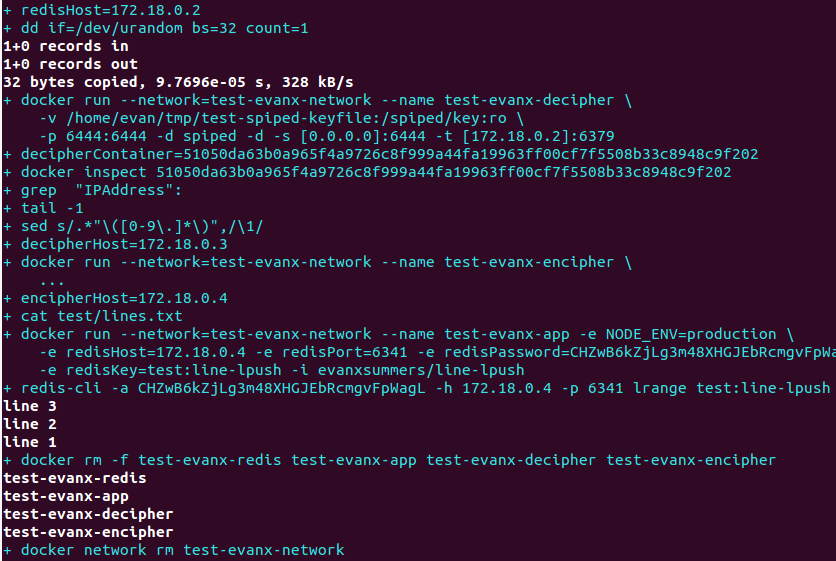 + redisHost=172.18.0.2
+ dd if=/dev/urandom bs=32 count=1
1+0 records in
1+0 records out
32 bytes copied, 9.7696e-05 s, 328 kB/s
+ docker run --network=test-evanx-network --name test-evanx-decipher \
    -v /home/evan/tmp/test-spiped-keyfile:/spiped/key:ro \
    -p 6444:6444 -d spiped -d -s [0.0.0.0]:6444 -t [172.18.0.2]:6379
+ decipherContainer=51050da63b0a965f4a9726c8f999a44fa19963ff00cf7f5508b33c8948c9f202
+ docker inspect 51050da63b0a965f4a9726c8f999a44fa19963ff00cf7f5508b33c8948c9f202
+ grep  "IPAddress":
+ tail -1
+ sed s/.*"\([0-9\.]*\)",/\1/
+ decipherHost=172.18.0.3
+ docker run --network=test-evanx-network --name test-evanx-encipher \
    ...
+ encipherHost=172.18.0.4
+ cat test/lines.txt
+ docker run --network=test-evanx-network --name test-evanx-app -e NODE_ENV=production \
    -e redisHost=172.18.0.4 -e redisPort=6341 -e redisPassword=CHZwB6kZjLg3m48XHGJEbRcmgvFpWa
    -e redisKey=test:line-lpush -i evanxsummers/line-lpush
+ redis-cli -a CHZwB6kZjLg3m48XHGJEbRcmgvFpWagL -h 172.18.0.4 -p 6341 lrange test:line-lpush
line 3
line 2
line 1
+ docker rm -f test-evanx-redis test-evanx-app test-evanx-decipher test-evanx-encipher
test-evanx-redis
test-evanx-app
test-evanx-decipher
test-evanx-encipher
+ docker network rm test-evanx-network